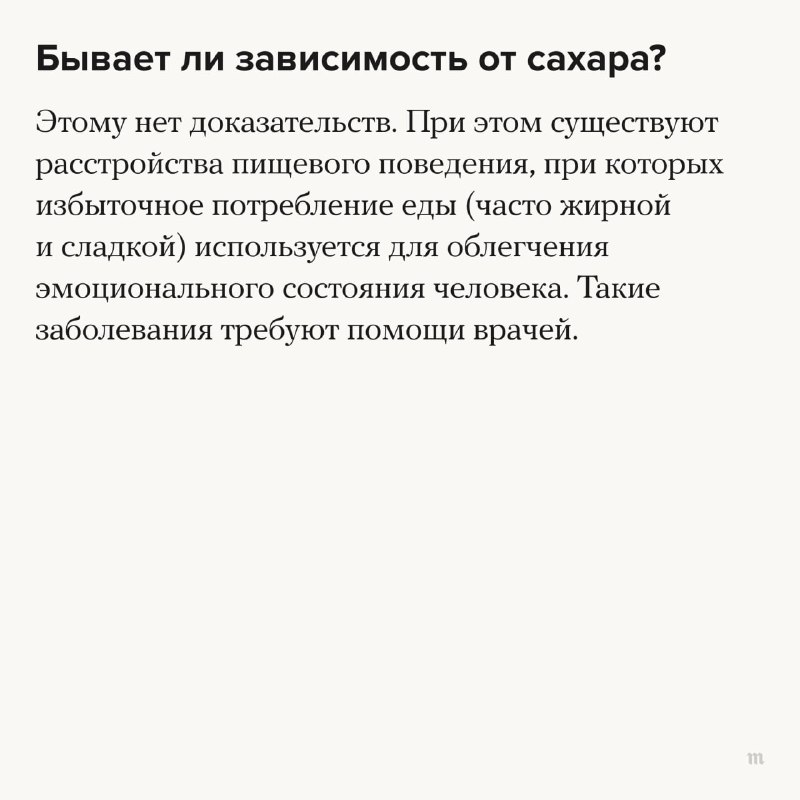 Бывает ли зависимость от сахара?
Этому нет доказательств. При этом существуют
расстройства пищевого поведения, при которых
избыточное потребление еды (часто жирной
и сладкой) используется для облегчения
эмоционального состояния человека. Такие
заболевания требуют помощи врачей.
m